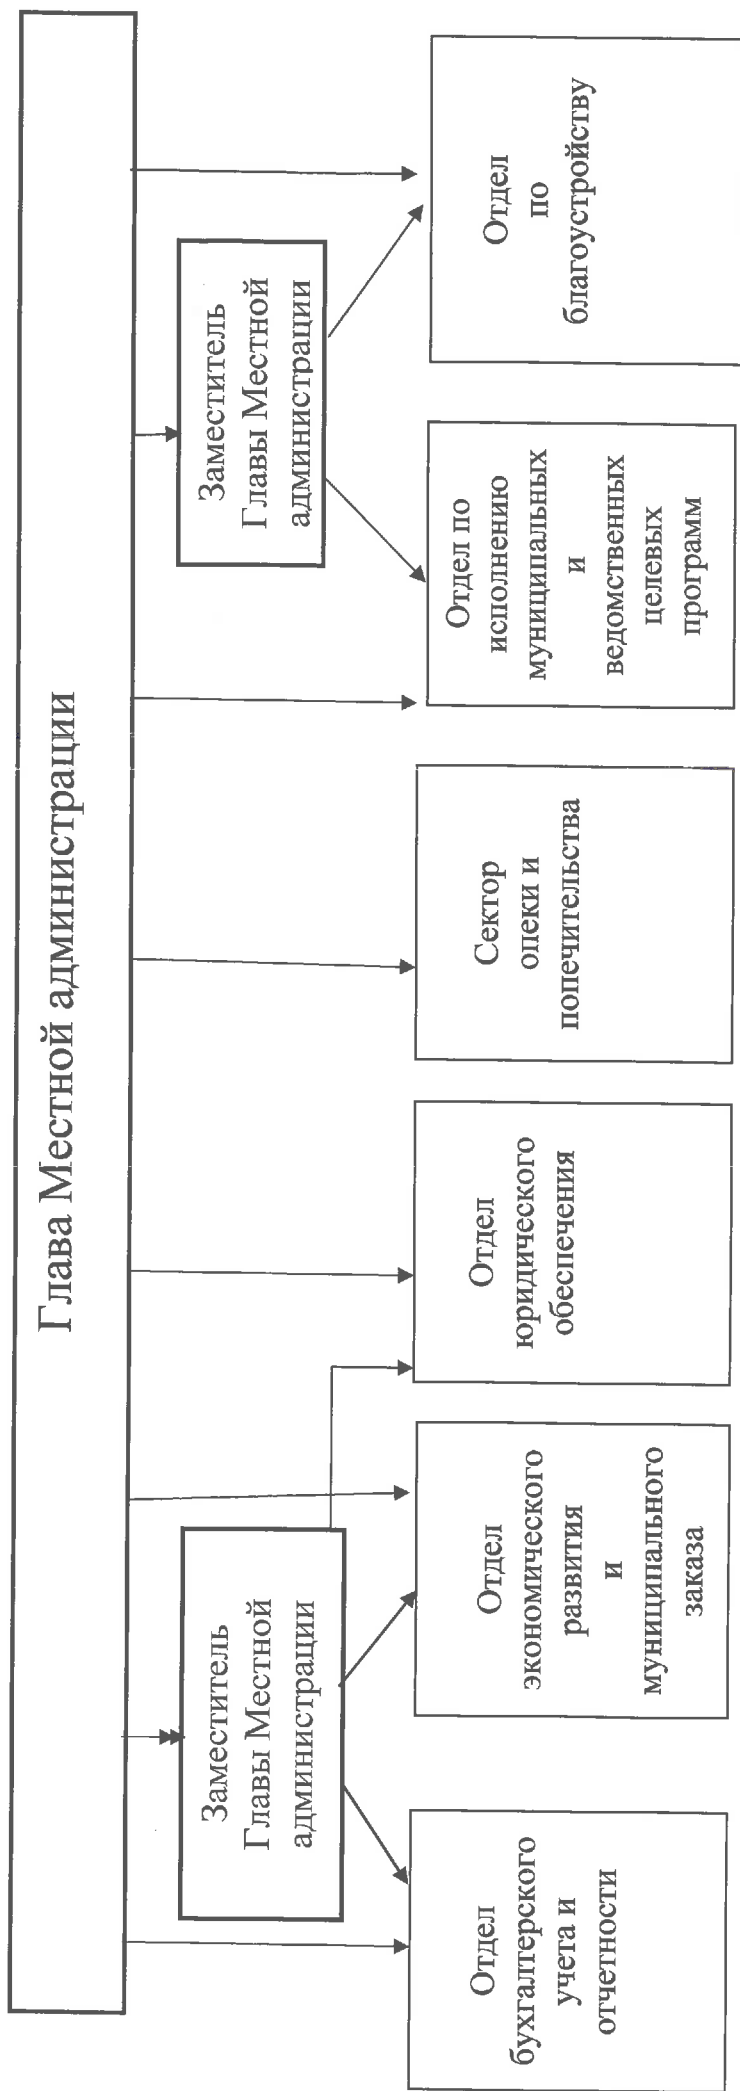 Глава Местной администрации
Заместитель
Главы Местной
администрации
Заместитель
Главы Местной
администрации
Отдел
бухгалтерского
учета и
отчетности
Отдел
экономического
развития
и
муниципального
заказа
Отдел
юридического
обеспечения
Сектор
опеки и
попечительства
Отдел по
исполнению
муниципальных
и
ведомственных
целевых
программ
Отдел
по
благоустройству